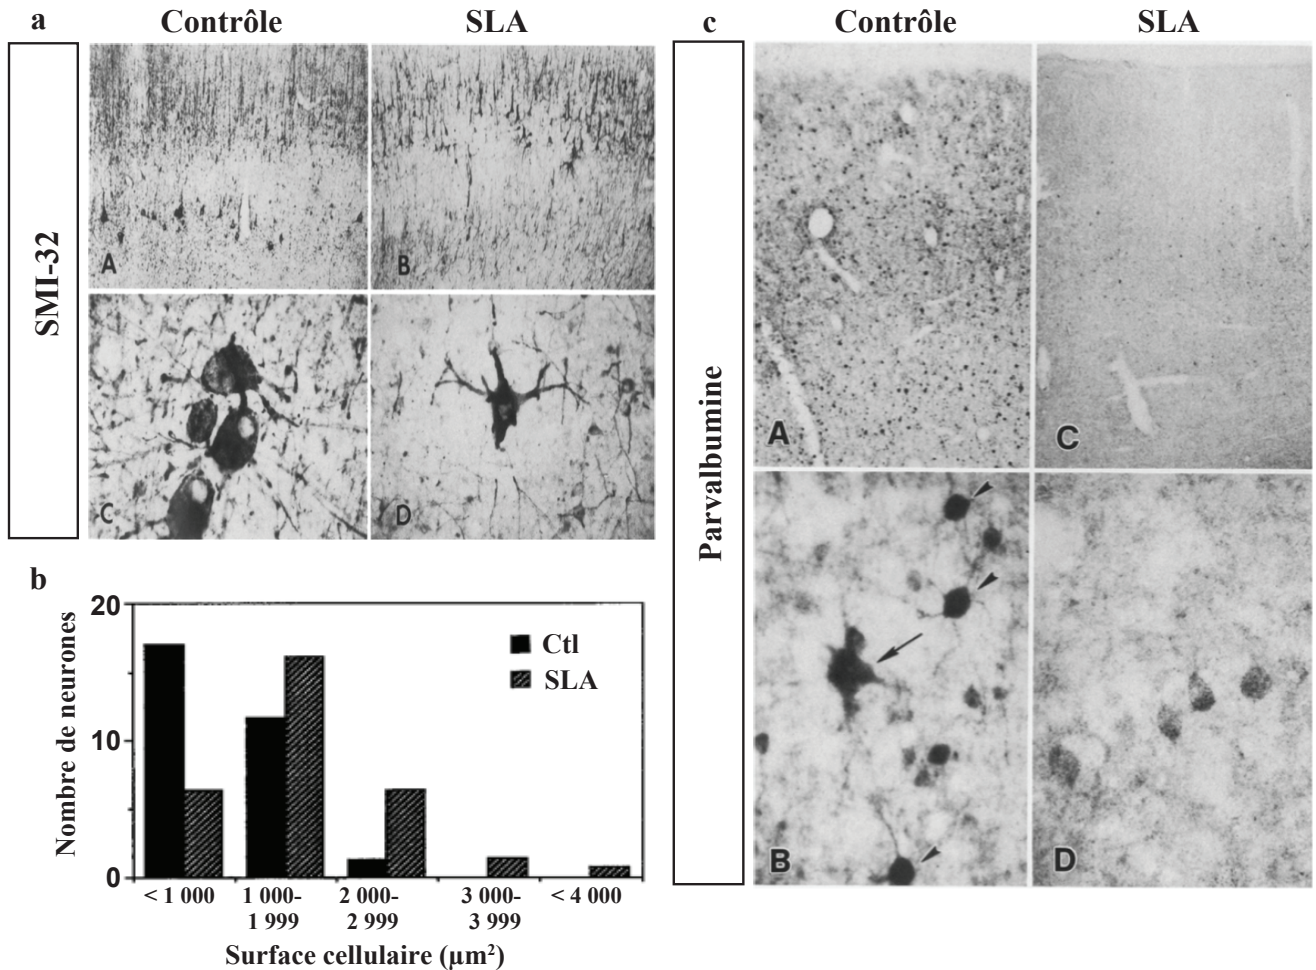 a
Contrôle
SLA
SMI-32
A
B
C
D
b
20
10
0
Nombre de neurones
Ctl
SLA
< 1 000
1 000-
1 999
2 000-
2 999
3 000-
3 999
< 4 000
Surface cellulaire (µm²)
c
Contrôle
SLA
Parvalbumine
A
C
B
D